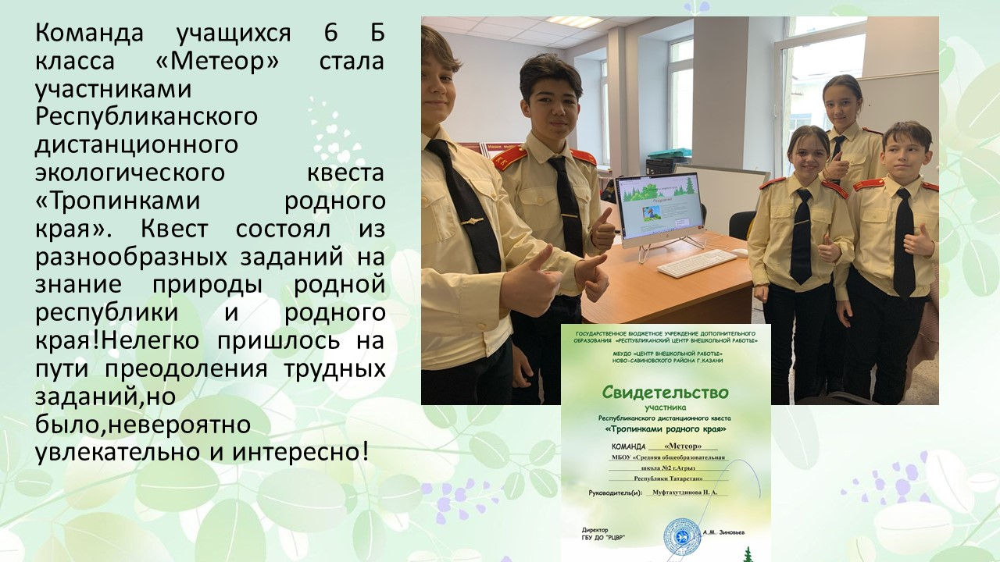 Команда учащихся 6 Б
класса «Метеор» стала
участниками
Республиканского
дистанционного
экологического квеста
«Тропинками родного
края». Квест состоял из
разнообразных заданий на
знание природы родной
республики и родного
края!Нелегко пришлось на
пути преодоления трудных
заданий,но
было,невероятно
увлекательно и интересно!
КК
ГОСУДАРСТВЕННОЕ БЮДЖЕТНОЕ УЧРЕЖДЕНИЕ ДОПОЛНИТЕЛЬНОГО
ОБРАЗОВАНИЯ «РЕСПУБЛИКАНСКИЙ ЦЕНТР ВНЕШКОЛЬНОЙ РАБОТЫ»
МБУДО «ЦЕНТР ВНЕШКОЛЬНОЙ РАБОТЫ»
НОВО-САВИНОВСКОГО РАЙОНА Г.КАЗАНИ
Свидетельство
участника
Республиканского дистанционного квеста
«Тропинками родного края»
КОМАНДА «Метеор»
МБОУ «Средняя общеобразовательная
школа №2 г.Агрыз
Республики Татарстан»
Руководитель(и): Муфтахутдинова Н. А.
Директор
ГБУ ДО "РЦВР"
А.М. Зиновьев